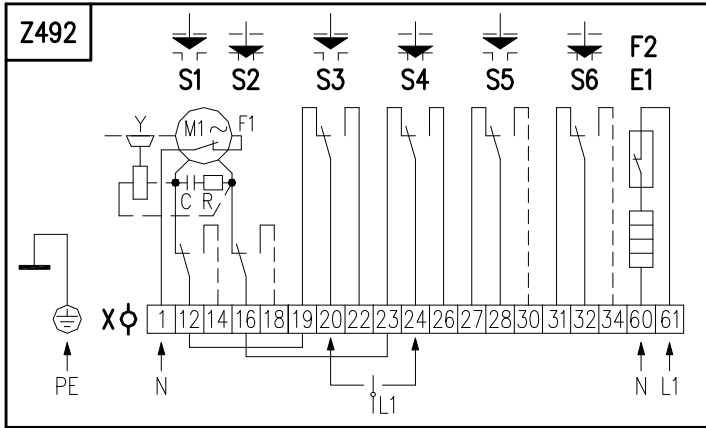 Z492
S1 S2 S3 S4 S5 S6 F2
E1
Y M1 F1
C R
X 1 12 14 16 18 19 20 22 23 24 26 27 28 30 31 32 34 60 61
PE N L1 N L1